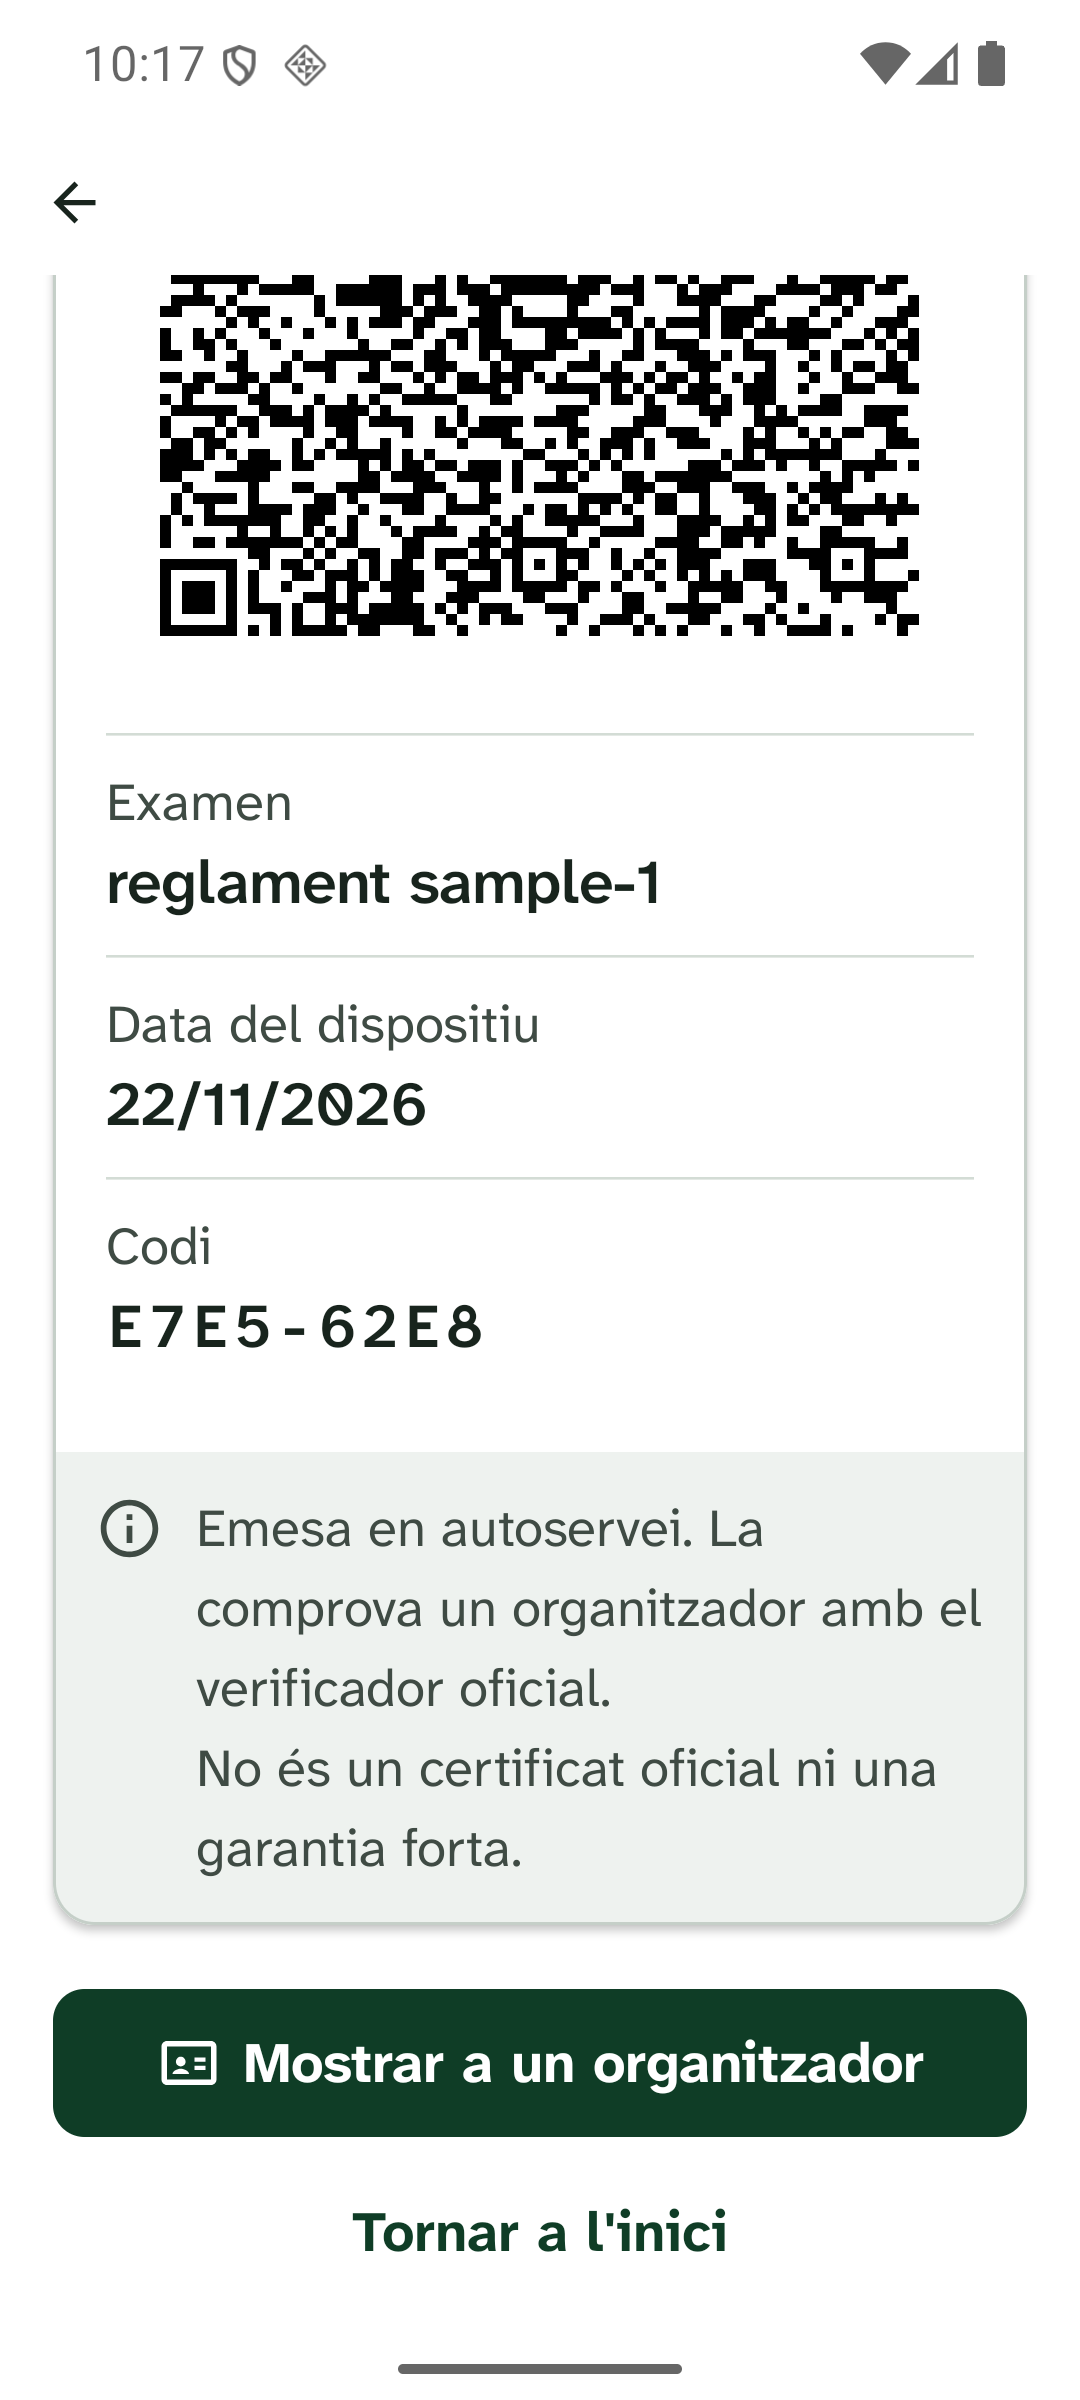 10:17
Examen
reglament sample-1
Data del dispositiu
22/11/2026
Codi
E7E5-62E8
Emesa en autoservei. La
comprova un organitzador amb el
verificador oficial.
No és un certificat oficial ni una
garantia forta.
Mostrar a un organitzador
Tornar a l'inici